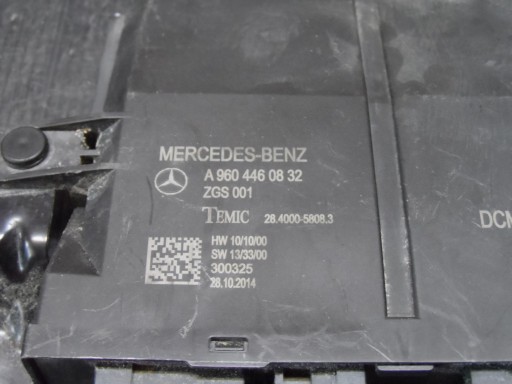 MERCEDES-BENZ
A 960 446 08 32
ZGS 001
TEMIC 28.4000-5808.3
DCM
HW 10/10/00
SW 13/33/00
300325
28.10.2014